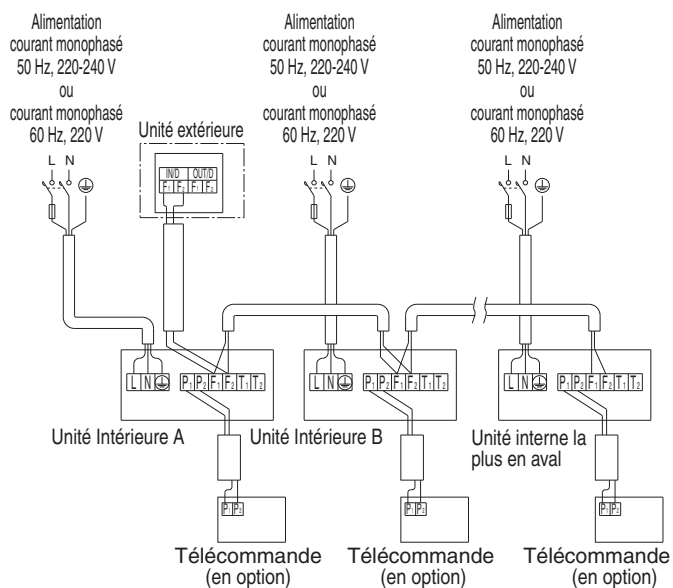 Alimentation
courant monophasé
50 Hz, 220-240 V
ou
courant monophasé
60 Hz, 220 V
L N
Alimentation
courant monophasé
50 Hz, 220-240 V
ou
courant monophasé
60 Hz, 220 V
L N
Alimentation
courant monophasé
50 Hz, 220-240 V
ou
courant monophasé
60 Hz, 220 V
L N
Unité extérieure
IN/D OUT/D
F1 F2 F1 F2
L N
P1 P2 F1 F2 T1 T2
L N
P1 P2 F1 F2 T1 T2
L N
P1 P2 F1 F2 T1 T2
Unité Intérieure A
Unité Intérieure B
Unité interne la
plus en aval
P1 P2
P1 P2
P1 P2
Télécommande
(en option)
Télécommande
(en option)
Télécommande
(en option)